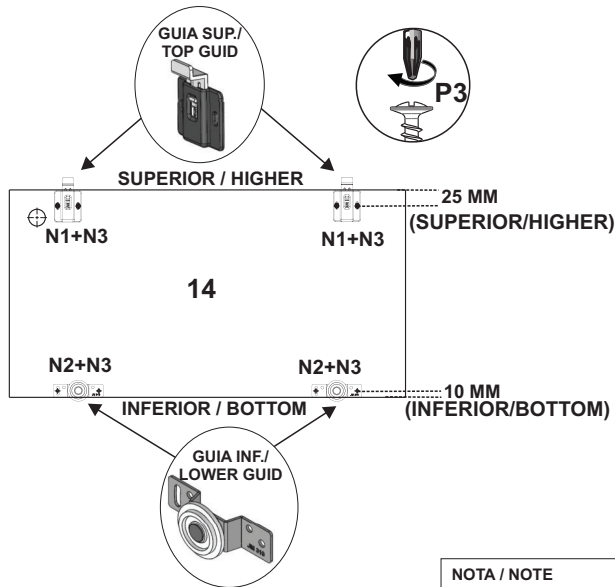 GUIA SUP./
TOP GUID
P3
SUPERIOR / HIGHER
25 MM
(SUPERIOR/HIGHER)
N1+N3
N1+N3
14
N2+N3
N2+N3
10 MM
(INFERIOR/BOTTOM)
INFERIOR / BOTTOM
GUIA INF./
LOWER GUID
NOTA / NOTE